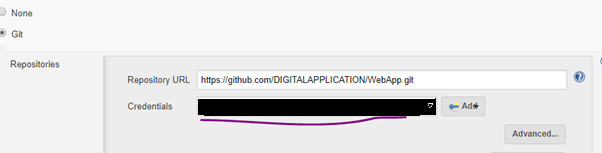 None
Git
Repositories
Repository URL https://github.com/DIGITALAPPLICATION/WebApp.git
Credentials Add
Advanced...